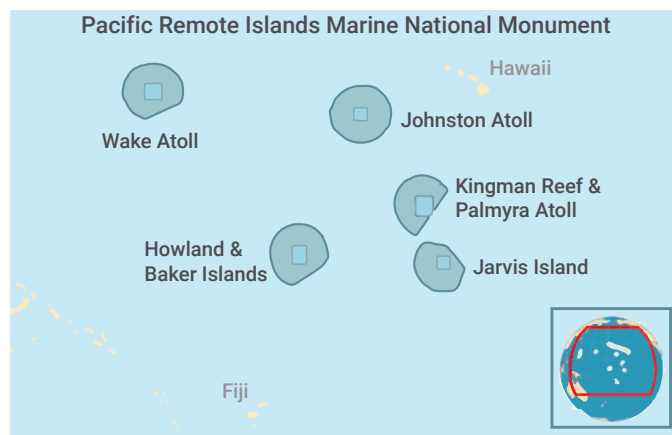 Pacific Remote Islands Marine National Monument
Hawaii
Wake Atoll
Johnston Atoll
Kingman Reef &
Palmyra Atoll
Howland &
Baker Islands
Jarvis Island
Fiji